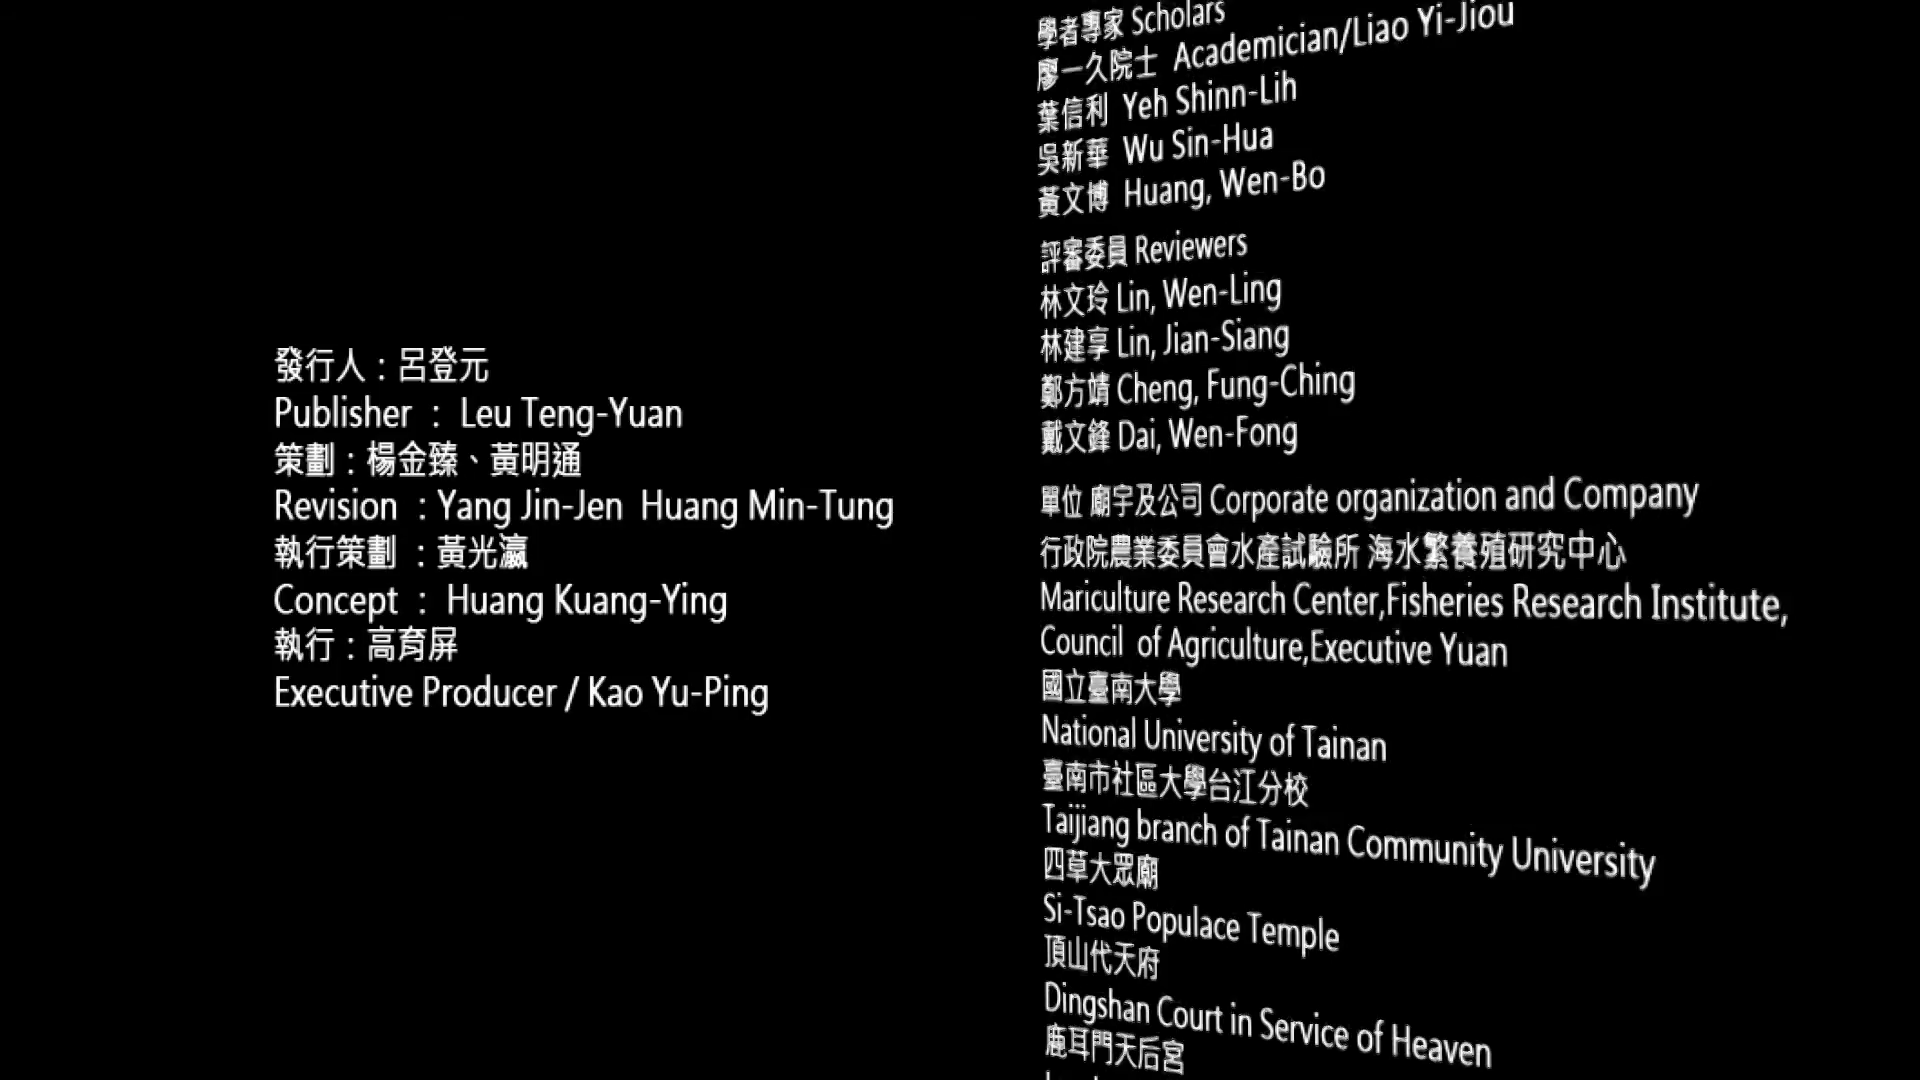 發行人：呂登元
Publisher : Leu Teng-Yuan
策劃：楊金臻、黃明通
Revision : Yang Jin-Jen Huang Min-Tung
執行策劃 ：黃光瀛
Concept : Huang Kuang-Ying
執行：高育屏
Executive Producer / Kao Yu-Ping
學者專家 Scholars
廖一久院士 Academician/Liao Yi-Jiou
葉信利 Yeh Shinn-Lih
吳新華 Wu Sin-Hua
黃文博 Huang, Wen-Bo
評審委員 Reviewers
林文玲 Lin, Wen-Ling
林建享 Lin, Jian-Siang
鄭方靖 Cheng, Fung-Ching
戴文鋒 Dai, Wen-Fong
單位 廟宇及公司 Corporate organization and Company
行政院農業委員會水產試驗所 海水繁養殖研究中心
Mariculture Research Center,Fisheries Research Institute,
Council of Agriculture,Executive Yuan
國立臺南大學
National University of Tainan
臺南市社區大學台江分校
Taijiang branch of Tainan Community University
四草大眾廟
Si-Tsao Populace Temple
頂山代天府
Dingshan Court in Service of Heaven
鹿耳門天后宮